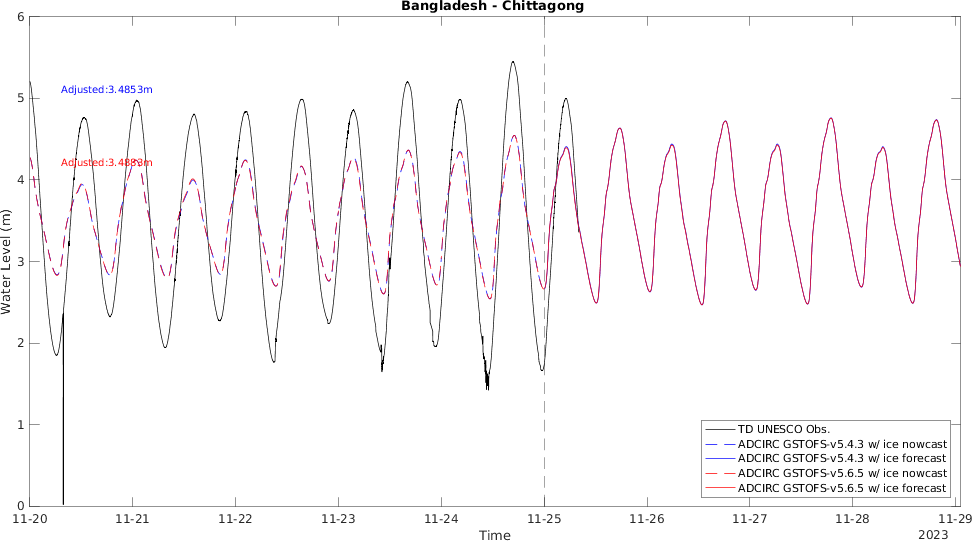 Bangladesh - Chittagong
6
5
4
3
2
1
0
Water Level (m)
Adjusted:3.4853m
Adjusted:3.4883m
TD UNESCO Obs.
ADCIRC GSTOFS-v5.4.3 w/ ice nowcast
ADCIRC GSTOFS-v5.4.3 w/ ice forecast
ADCIRC GSTOFS-v5.6.5 w/ ice nowcast
ADCIRC GSTOFS-v5.6.5 w/ ice forecast
11-20 11-21 11-22 11-23 11-24 11-25 11-26 11-27 11-28 11-29
Time
2023